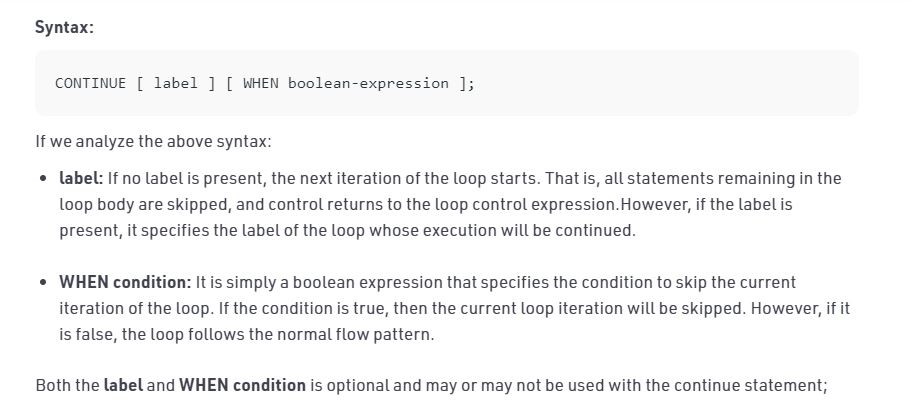 Syntax:
CONTINUE [ label ] [ WHEN boolean-expression ];
If we analyze the above syntax:
• label: If no label is present, the next iteration of the loop starts. That is, all statements remaining in the
loop body are skipped, and control returns to the loop control expression.However, if the label is
present, it specifies the label of the loop whose execution will be continued.
• WHEN condition: It is simply a boolean expression that specifies the condition to skip the current
iteration of the loop. If the condition is true, then the current loop iteration will be skipped. However, if it
is false, the loop follows the normal flow pattern.
Both the label and WHEN condition is optional and may or may not be used with the continue statement;